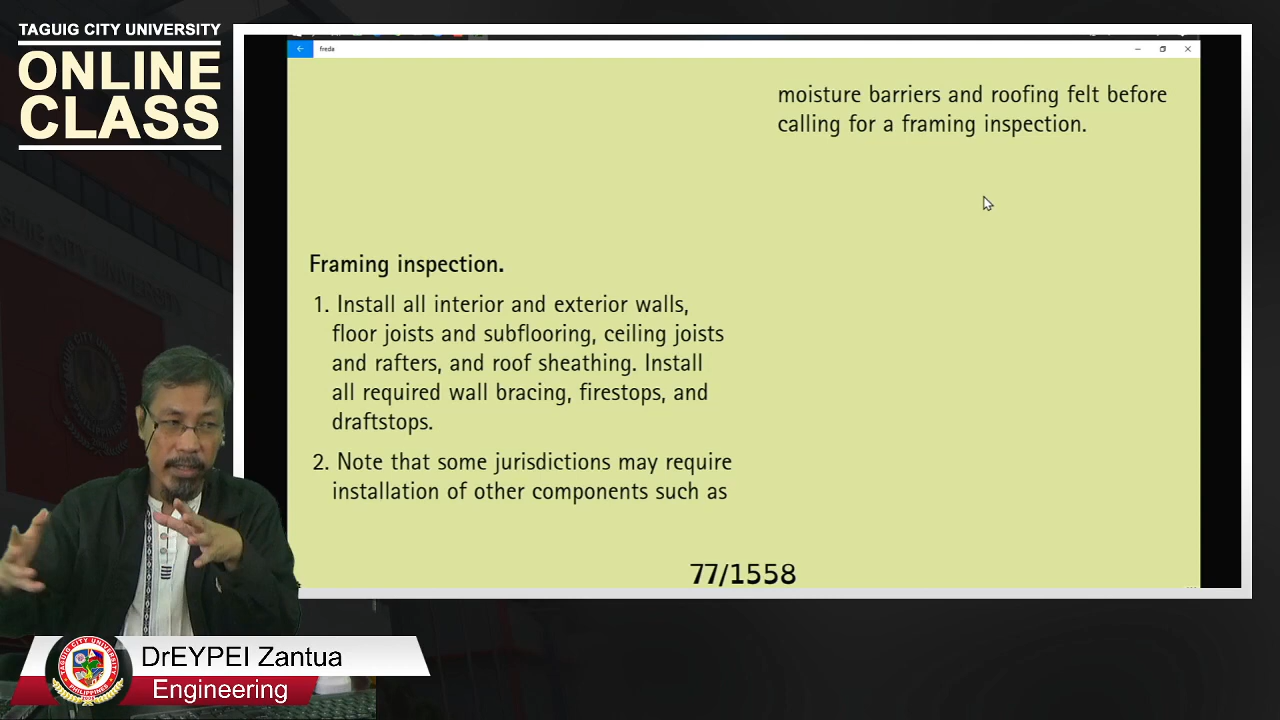 TAGUIG CITY UNIVERSITY
ONLINE
CLASS
freda
Framing inspection.
1. Install all interior and exterior walls,
floor joists and subflooring, ceiling joists
and rafters, and roof sheathing. Install
all required wall bracing, firestops, and
draftstops.
2. Note that some jurisdictions may require
installation of other components such as
moisture barriers and roofing felt before
calling for a framing inspection.
77/1558
DrEYPEI Zantua
Engineering